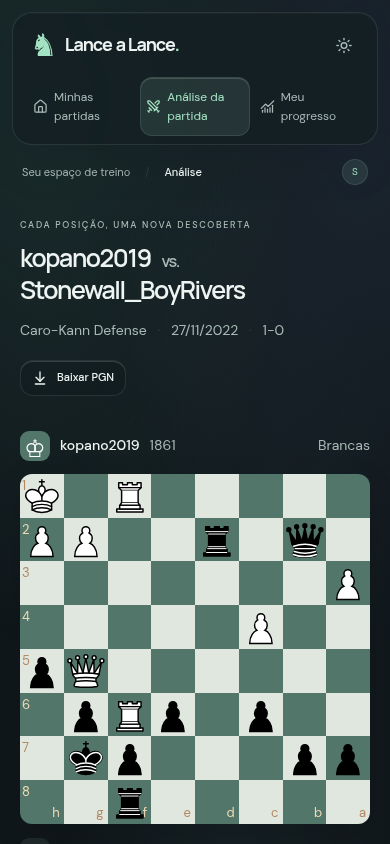 Lance a Lance.
Minhas
partidas
Análise da
partida
Meu
progresso
Seu espaço de treino / Análise
S
CADA POSIÇÃO, UMA NOVA DESCOBERTA
kopano2019 vs.
Stonewall_BoyRivers
Caro-Kann Defense · 27/11/2022 · 1-0
Baixar PGN
kopano2019 1861 Brancas
1
2
3
4
5
6
7
8
h g f e d c b a